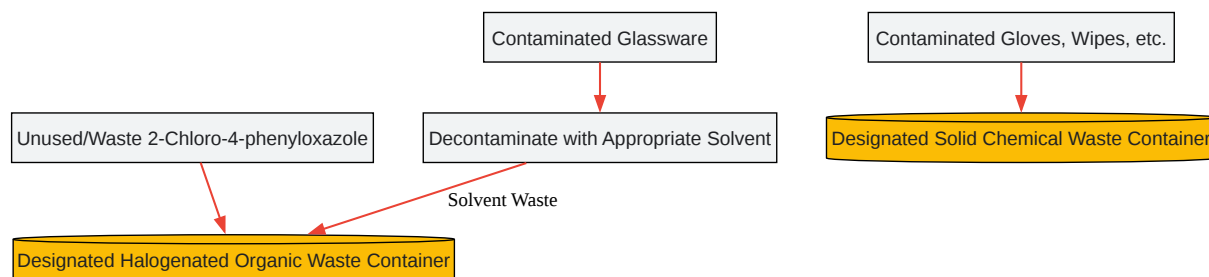 Contaminated Glassware
Contaminated Gloves, Wipes, etc.
Unused/Waste 2-Chloro-4-phenyloxazole
Decontaminate with Appropriate Solvent
Designated Solid Chemical Waste Container
Solvent Waste
Designated Halogenated Organic Waste Container